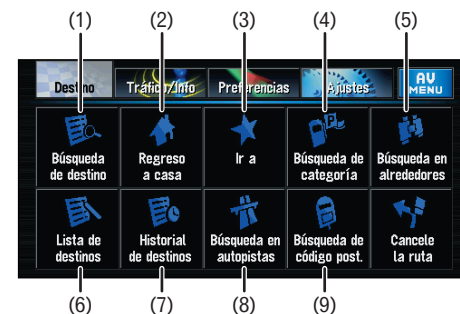 (1) (2) (3) (4) (5)
Destino Tráfico/Info Preferencias Ajustes AV MENU
Búsqueda de destino
Regreso a casa
Ir a
Búsqueda de categoría
Búsqueda en alrededores
Lista de destinos
Historial de destinos
Búsqueda en autopistas
Búsqueda de código post.
Cancele la ruta
(6) (7) (8) (9)